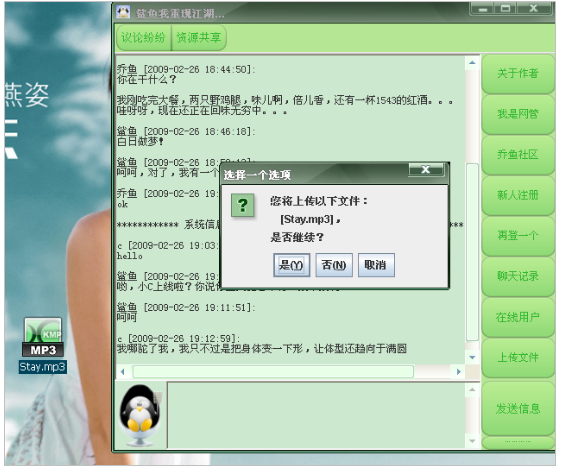 鲨鱼我重现江湖...
议论纷纷 资源共享
燕姿
乔鱼 [2009-02-26 18:44:50]:
你在干什么?
我刚吃完大餐,两只野鸡腿,味儿啊,倍儿香,还有一杯1543的红酒。。。
哇呀呀,现在还正在回味无穷中。。。
鲨鱼 [2009-02-26 18:46:18]:
白日做梦!
鲨鱼 [2009-02-26 18:
呵呵,对了,我有一个
乔鱼 [2009-02-26 19:
ok
************ 系统信息
***
c [2009-02-26 19:03:
hello
鲨鱼 [2009-02-26 19:
哟,小C上线啦?你说
鲨鱼 [2009-02-26 19:11:51]:
呵呵
c [2009-02-26 19:12:59]:
我哪能了我,我只不过是把身体变一下形,让体型还趋向于满圆
选择一个选项
您将上传以下文件:
[Stay.mp3],
是否继续?
是(Y) 否(N) 取消
关于作者
我是网管
乔鱼社区
新人注册
再登一个
聊天记录
在线用户
上传文件
发送信息
KMP
MP3
Stay.mp3